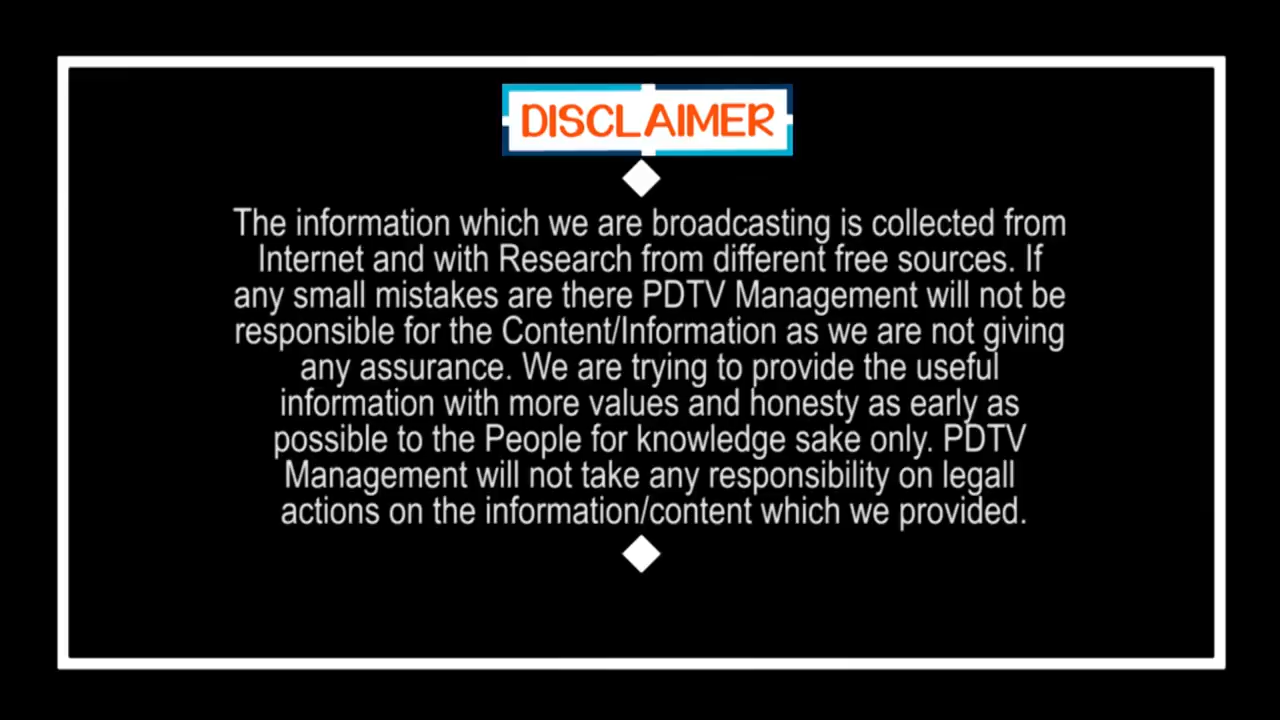 DISCLAIMER
The information which we are broadcasting is collected from
Internet and with Research from different free sources. If
any small mistakes are there PDTV Management will not be
responsible for the Content/Information as we are not giving
any assurance. We are trying to provide the useful
information with more values and honesty as early as
possible to the People for knowledge sake only. PDTV
Management will not take any responsibility on legall
actions on the information/content which we provided.